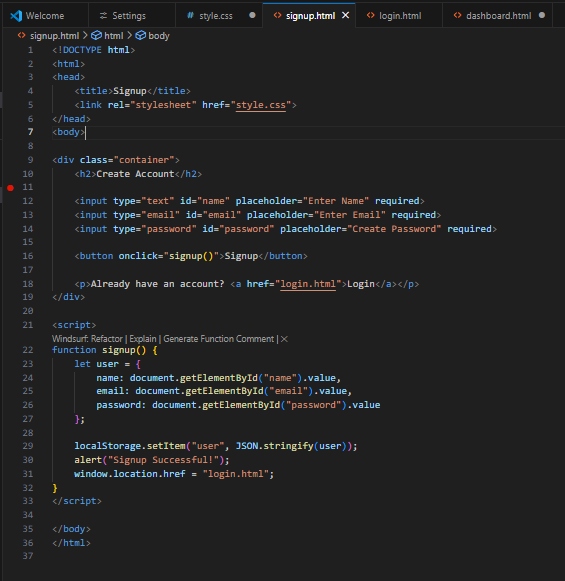 Welcome Settings # style.css signup.html login.html dashboard.html
signup.html > html > body
1 <!DOCTYPE html>
2 <html>
3 <head>
4 <title>Signup</title>
5 <link rel="stylesheet" href="style.css">
6 </head>
7 <body>
8
9 <div class="container">
10 <h2>Create Account</h2>
11
12 <input type="text" id="name" placeholder="Enter Name" required>
13 <input type="email" id="email" placeholder="Enter Email" required>
14 <input type="password" id="password" placeholder="Create Password" required>
15
16 <button onclick="signup()">Signup</button>
17
18 <p>Already have an account? <a href="login.html">Login</a></p>
19 </div>
20
21 <script>
Windsurf: Refactor | Explain | Generate Function Comment | ×
22 function signup() {
23 let user = {
24 name: document.getElementById("name").value,
25 email: document.getElementById("email").value,
26 password: document.getElementById("password").value
27 };
28
29 localStorage.setItem("user", JSON.stringify(user));
30 alert("Signup Successful!");
31 window.location.href = "login.html";
32 }
33 </script>
34
35 </body>
36 </html>
37